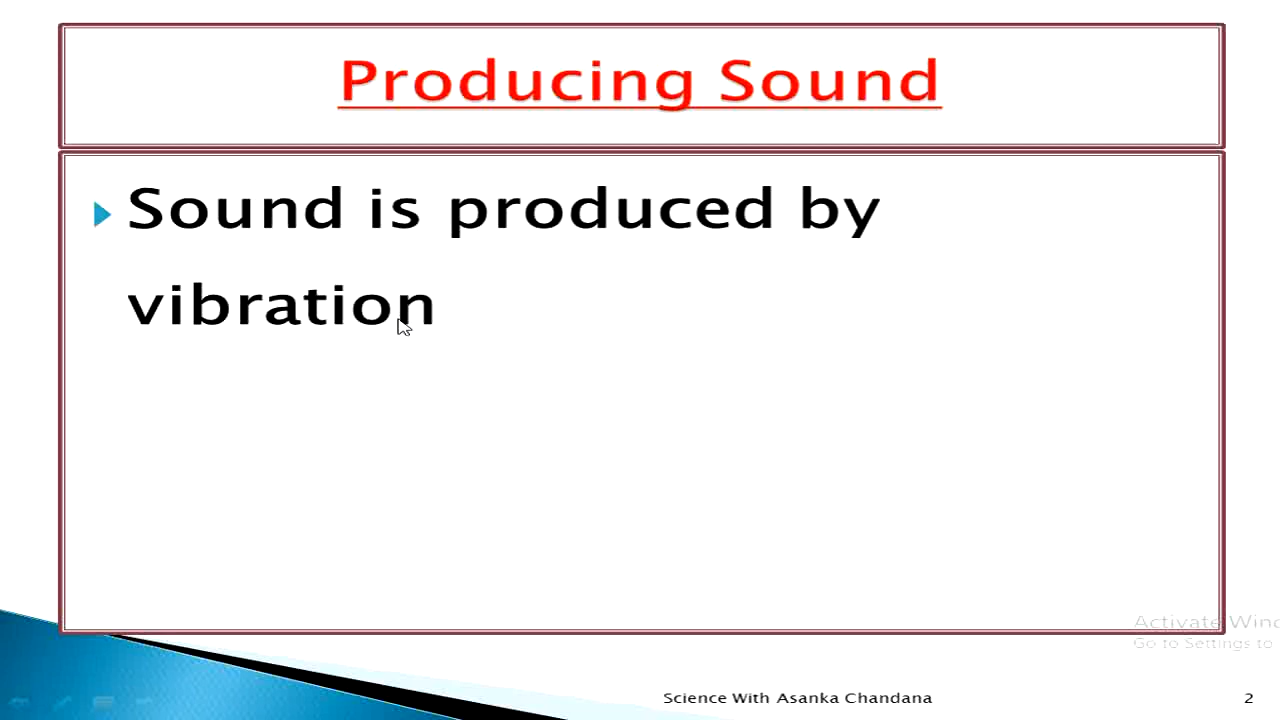 Producing Sound
Sound is produced by
vibration
Activate Wind
Go to Settings to
Science With Asanka Chandana
2